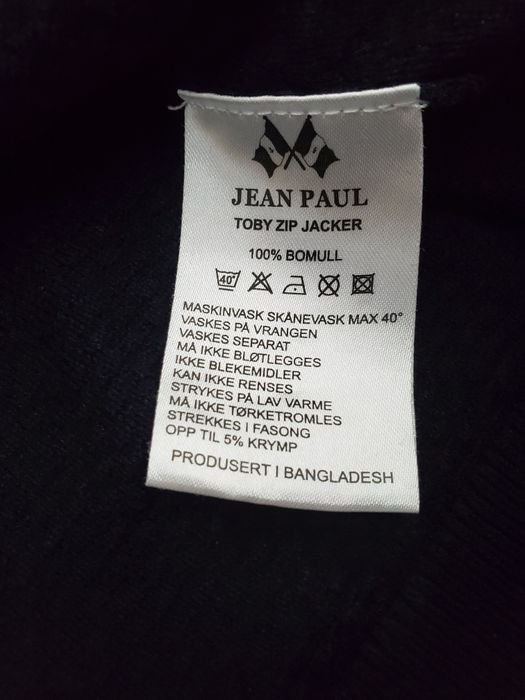 JEAN PAUL
TOBY ZIP JACKER
100% BOMULL
40°
MASKINVASK SKÅNEVASK MAX 40°
VASKES PÅ VRANGEN
VASKES SEPARAT
MÅ IKKE BLØTLEGGES
IKKE BLEKEMIDLER
KAN IKKE RENSES
STRYKES PÅ LAV VARME
MÅ IKKE TØRKETROMLES
STREKKES I FASONG
OPP TIL 5% KRYMP
PRODUSERT I BANGLADESH